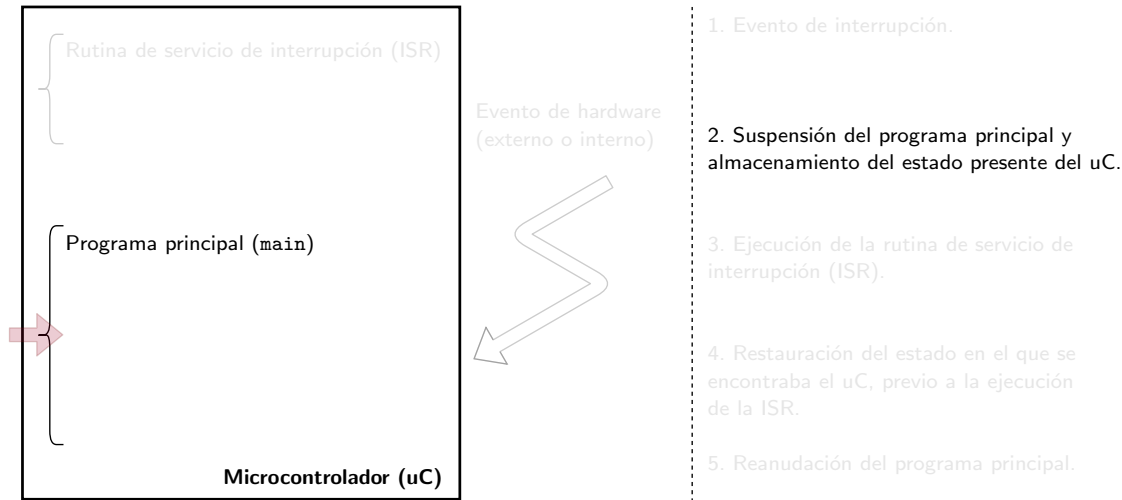 Rutina de servicio de interrupción (ISR)
Evento de hardware
(externo o interno)
Programa principal (main)
Microcontrolador (uC)
1. Evento de interrupción.
2. Suspensión del programa principal y
almacenamiento del estado presente del uC.
3. Ejecución de la rutina de servicio de
interrupción (ISR).
4. Restauración del estado en el que se
encontraba el uC, previo a la ejecución
de la ISR.
5. Reanudación del programa principal.